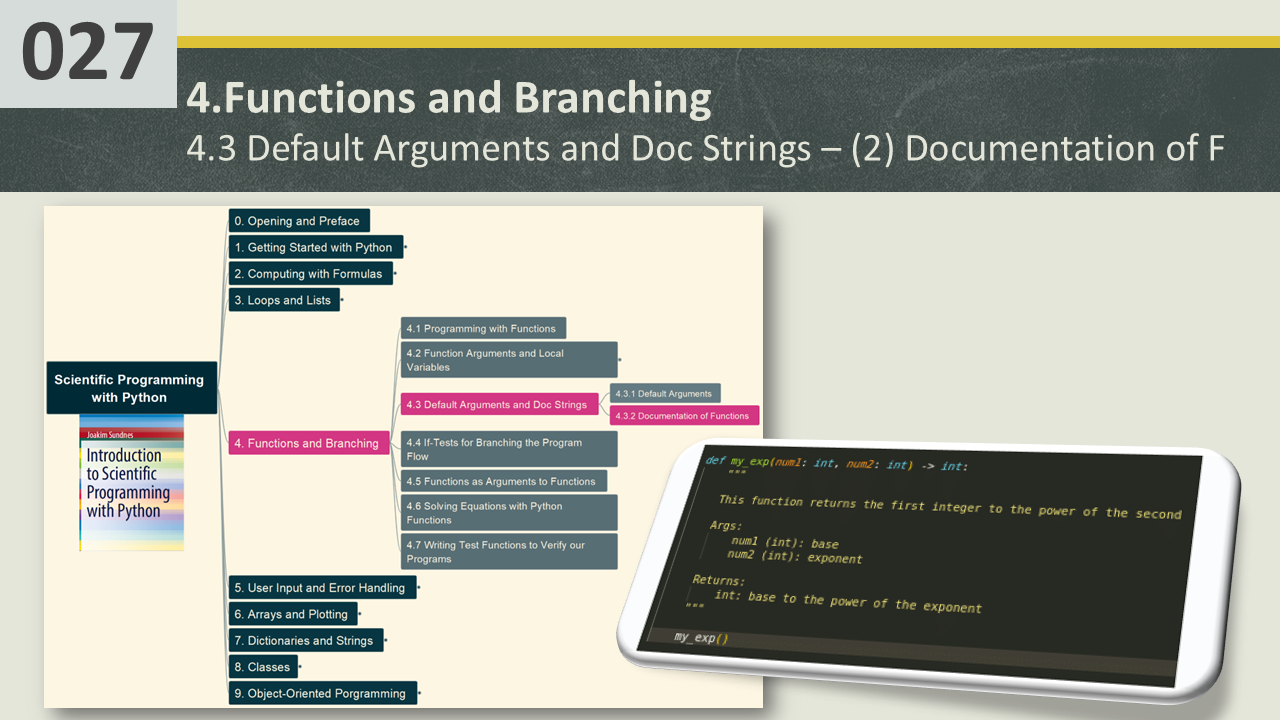 027
4.Functions and Branching
4.3 Default Arguments and Doc Strings – (2) Documentation of F
0. Opening and Preface
1. Getting Started with Python
2. Computing with Formulas
3. Loops and Lists
4.1 Programming with Functions
4.2 Function Arguments and Local
Variables
Scientific Programming
with Python
4.3 Default Arguments and Doc Strings
4.3.1 Default Arguments
4.3.2 Documentation of Functions
Joakim Sundnes
Introduction
to Scientific
Programming
with Python
4. Functions and Branching
4.4 If-Tests for Branching the Program
Flow
4.5 Functions as Arguments to Functions
4.6 Solving Equations with Python
Functions
4.7 Writing Test Functions to Verify our
Programs
5. User Input and Error Handling
6. Arrays and Plotting
7. Dictionaries and Strings
8. Classes
9. Object-Oriented Porgramming
def my_exp(num1: int, num2: int) -> int:
"""
This function returns the first integer to the power of the second
Args:
num1 (int): base
num2 (int): exponent
Returns:
int: base to the power of the exponent
"""
my_exp()